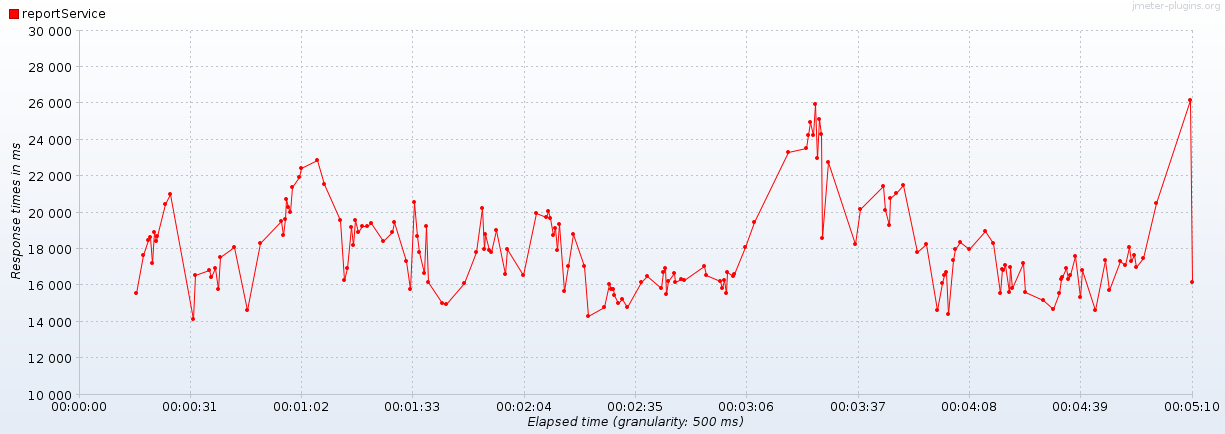 jmeter-plugins.org
reportService
30 000
28 000
26 000
24 000
22 000
20 000
18 000
16 000
14 000
12 000
10 000
Response times in ms
00:00:00 00:00:31 00:01:02 00:01:33 00:02:04 00:02:35 00:03:06 00:03:37 00:04:08 00:04:39 00:05:10
Elapsed time (granularity: 500 ms)